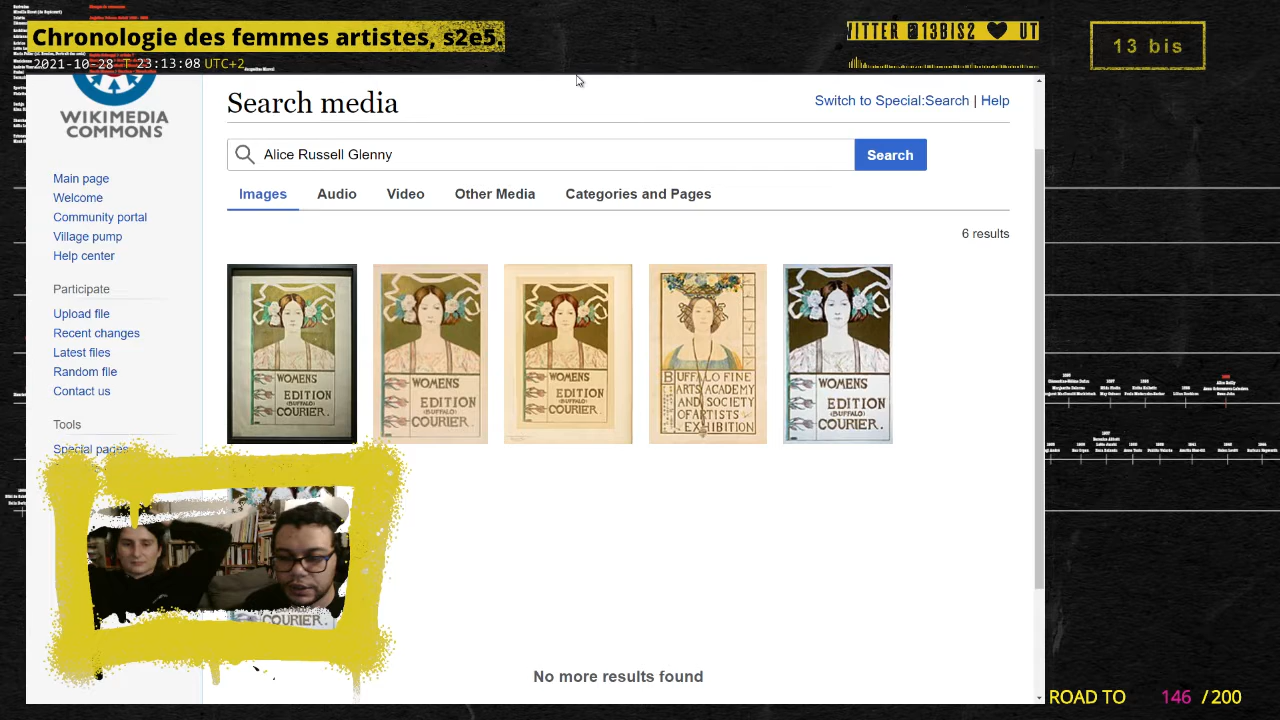 Chronologie des femmes artistes, s2e5
VITTER @13BIS2 ♥ UT
13 bis
2021-10-28 T 23:13:08 UTC+2
WIKIMEDIA
COMMONS
Main page
Welcome
Community portal
Village pump
Help center
Participate
Upload file
Recent changes
Latest files
Random file
Contact us
Tools
Special pages
Search media
Switch to Special:Search | Help
Alice Russell Glenny
Search
Images
Audio
Video
Other Media
Categories and Pages
6 results
WOMENS
EDITION
(BUFFALO)
COURIER.
WOMENS
EDITION
(BUFFALO)
COURIER.
WOMENS
EDITION
(BUFFALO)
COURIER.
BUFFALO FINE
ARTS ACADEMY
AND SOCIETY
OF ARTISTS
EXHIBITION
WOMENS
EDITION
(BUFFALO)
COURIER.
COURIER.
No more results found
ROAD TO 146 / 200